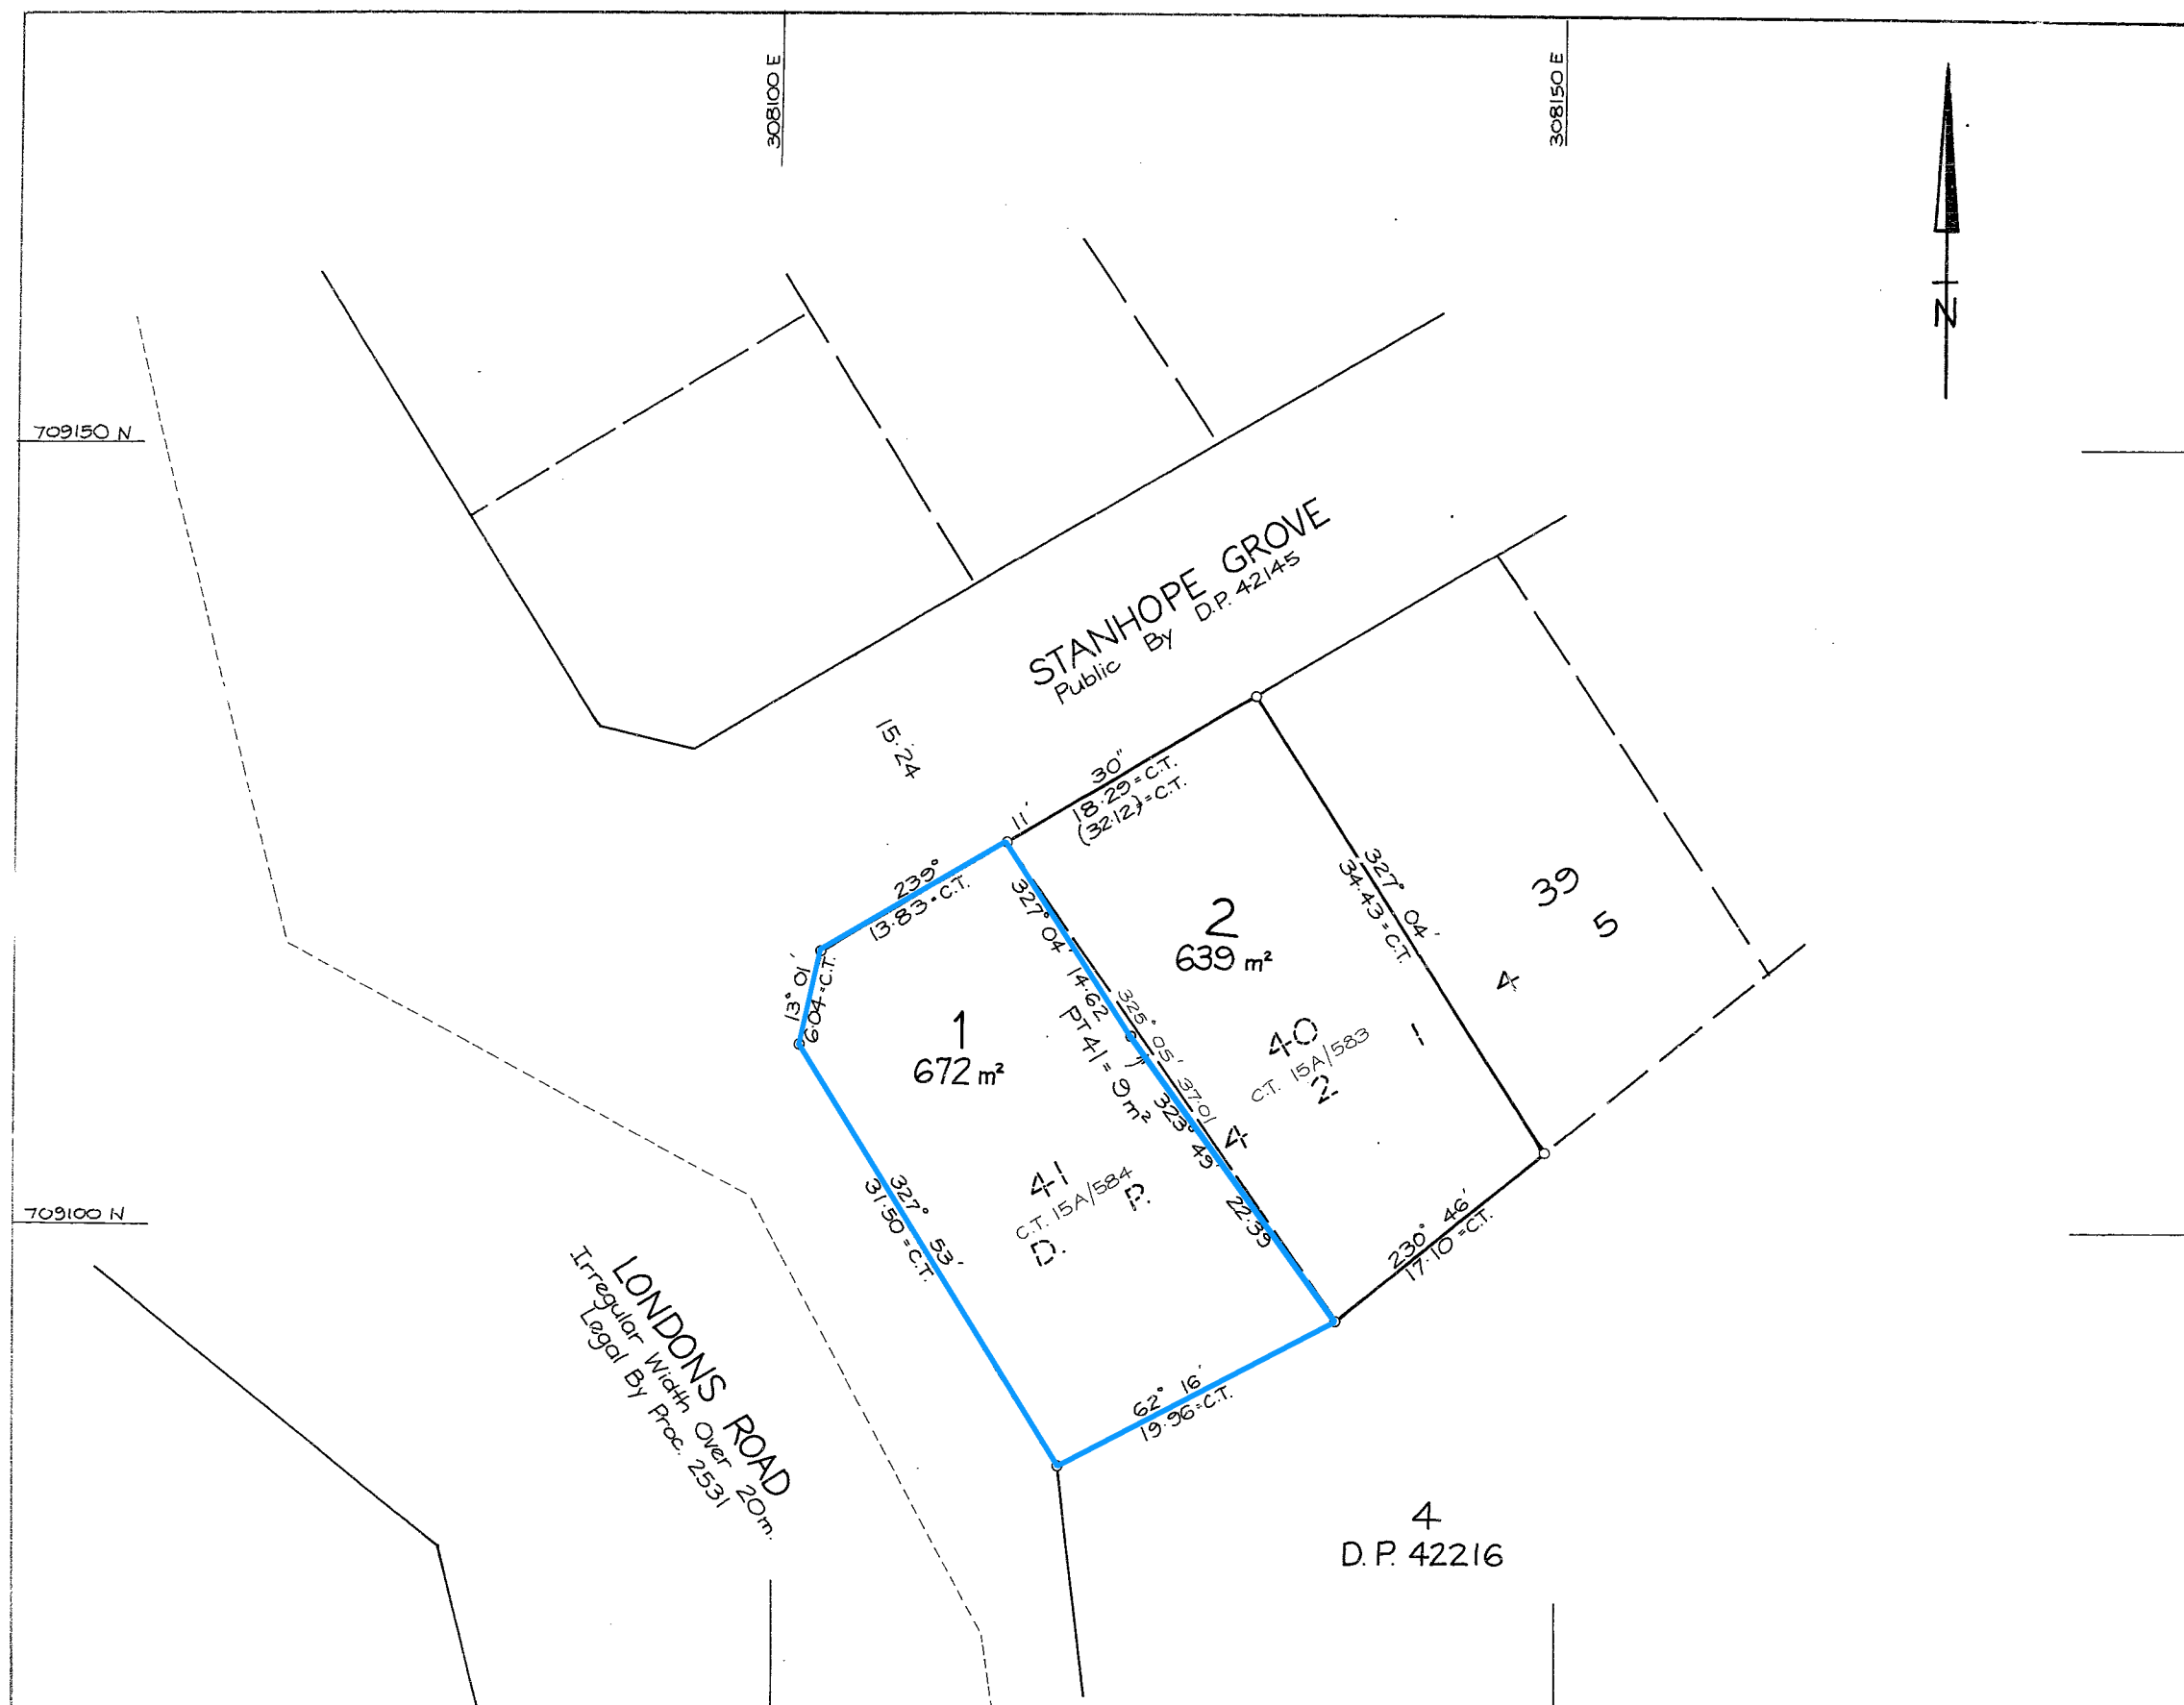 308100 E
308150 E
N
709150 N
STANHOPE GROVE
Public By D.P. 42145
15.24
30"
18.29=C.T.
(32.12)=C.T.
11'
239°
13.83=C.T.
13° 01'
6.04=C.T.
327° 04'
14.62
PT 41 = 9m²
325° 05' 37.01
323° 49'
22.39
2
639 m²
327° 04'
34.43=C.T.
39
5
4
1
1
672 m²
40
C.T. 15A/583
2
4
41
C.T. 15A/584
D. P.
327° 53'
31.50=C.T.
230° 46'
17.10=C.T.
62° 16'
19.96=C.T.
709100 N
LONDONS ROAD
Irregular Width Over 20m.
Legal By Proc. 2531
4
D.P. 42216